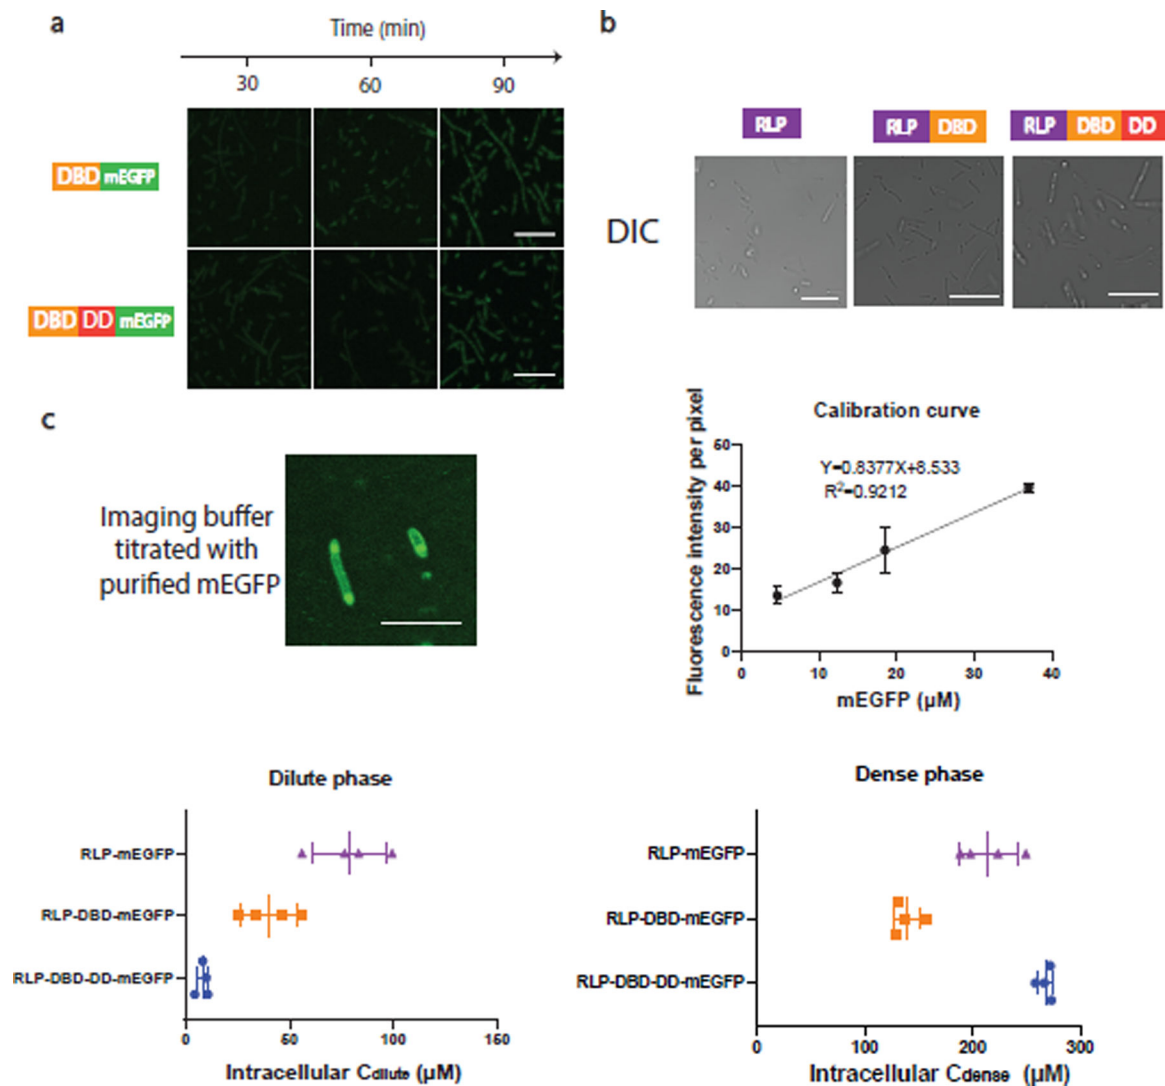 a
Time (min)
30 60 90
DBD mEGFP
DBD DD mEGFP
b
RLP RLP DBD RLP DBD DD
DIC
c
Imaging buffer
titrated with
purified mEGFP
Calibration curve
Fluorescence intensity per pixel
60
40
30
20
10
0
Y=0.8377X+8.533
R²=0.9212
0 10 20 30 40
mEGFP (µM)
Dilute phase
RLP-mEGFP
RLP-DBD-mEGFP
RLP-DBD-DD-mEGFP
0 50 100 150
Intracellular Cdilute (µM)
Dense phase
RLP-mEGFP
RLP-DBD-mEGFP
RLP-DBD-DD-mEGFP
0 100 200 300
Intracellular Cdense (µM)